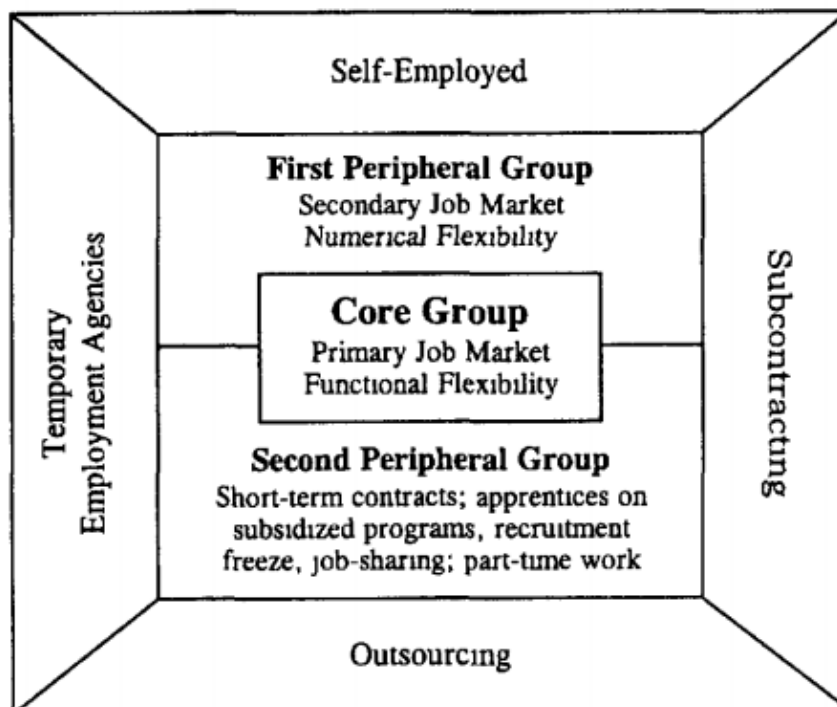 Self-Employed
First Peripheral Group
Secondary Job Market
Numerical Flexibility
Temporary
Employment Agencies
Core Group
Primary Job Market
Functional Flexibility
Subcontracting
Second Peripheral Group
Short-term contracts; apprentices on
subsidized programs, recruitment
freeze, job-sharing; part-time work
Outsourcing